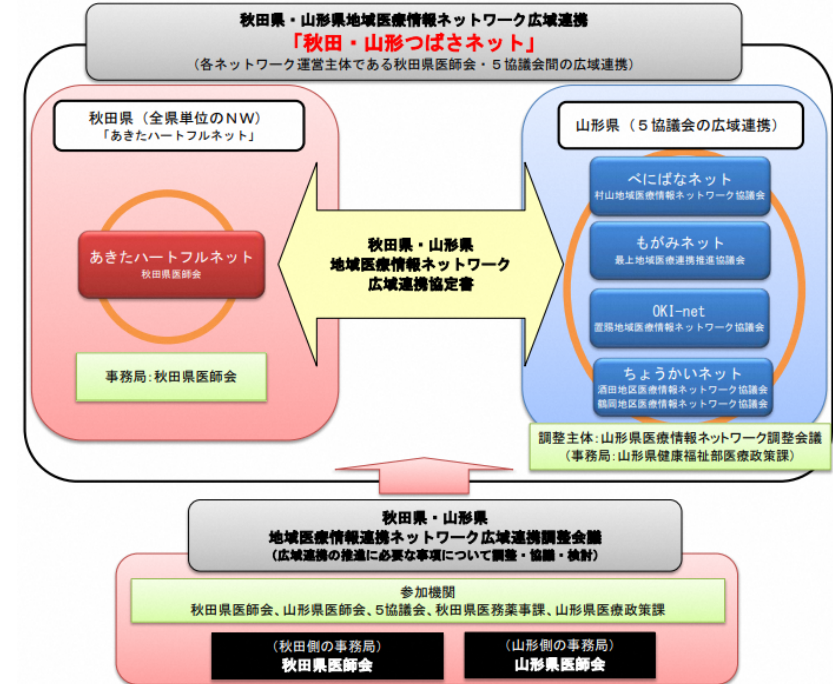 秋田県・山形県地域医療情報ネットワーク広域連携
「秋田・山形つばさネット」
(各ネットワーク運営主体である秋田県医師会・5協議会間の広域連携)
秋田県(全県単位のNW)
「あきたハートフルネット」
あきたハートフルネット
秋田県医師会
事務局:秋田県医師会
秋田県・山形県
地域医療情報ネットワーク
広域連携協定書
山形県(5協議会の広域連携)
べにばなネット
村山地域医療情報ネットワーク協議会
もがみネット
最上地域医療連携推進協議会
OKI-net
置賜地域医療情報ネットワーク協議会
ちょうかいネット
酒田地区医療情報ネットワーク協議会
鶴岡地区医療情報ネットワーク協議会
調整主体:山形県医療情報ネットワーク調整会議
(事務局:山形県健康福祉部医療政策課)
秋田県・山形県
地域医療情報連携ネットワーク広域連携調整会議
(広域連携の推進に必要な事項について調整・協議・検討)
参加機関
秋田県医師会、山形県医師会、5協議会、秋田県医務薬事課、山形県医療政策課
(秋田側の事務局)
秋田県医師会
(山形側の事務局)
山形県医師会